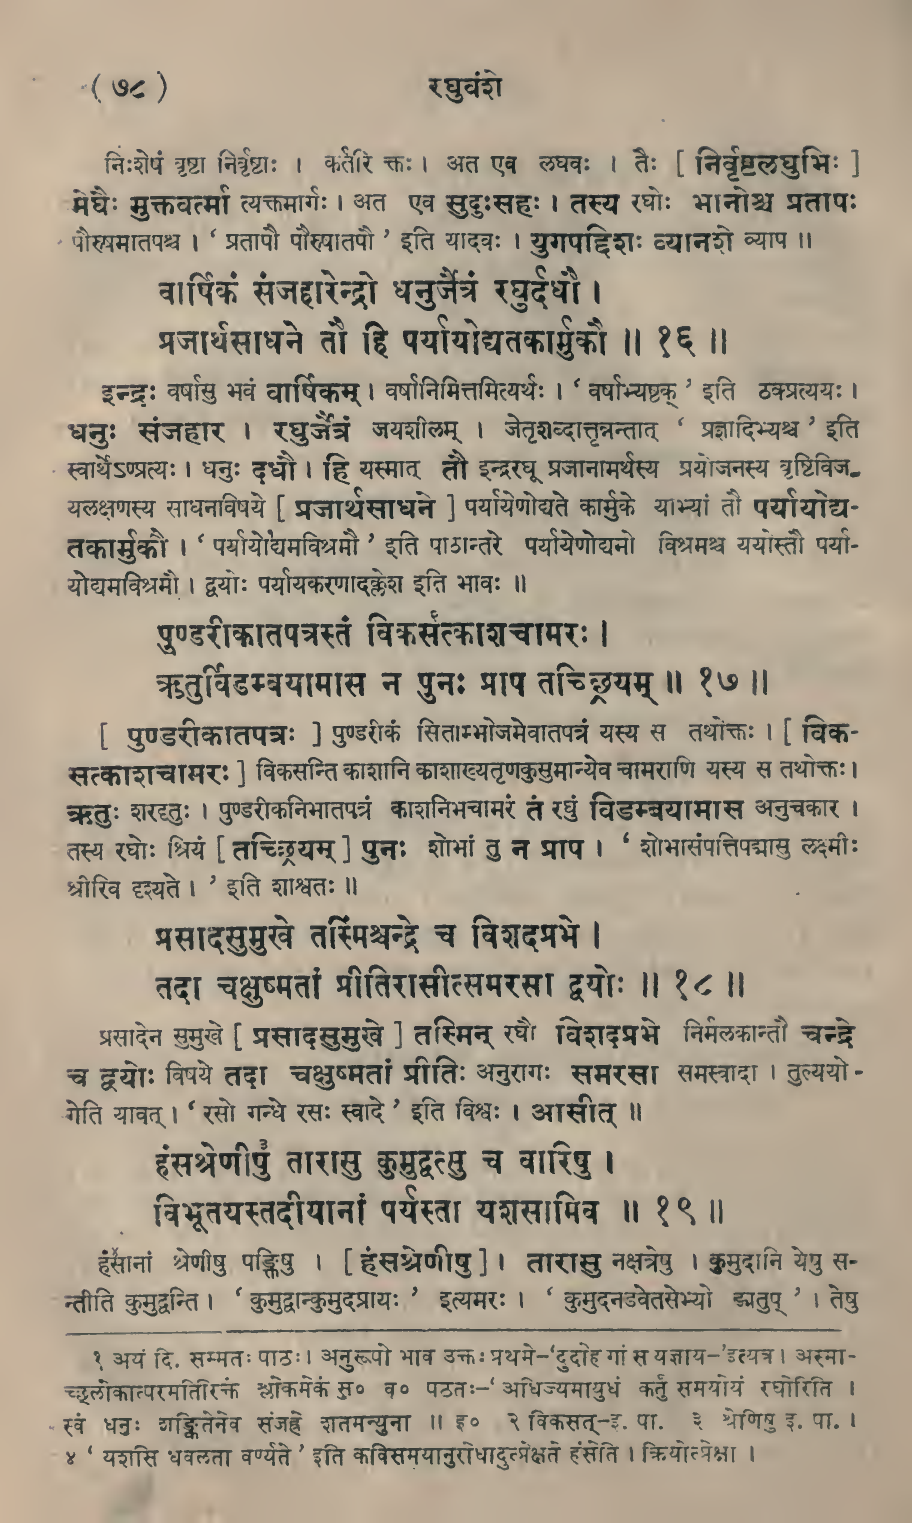 ( ७८ ) रघुवंशे
निःशेषं वृष्टा निर्वृष्टाः । कर्तरि क्तः। अत एव लघवः । तैः [ निर्वृष्टलघुभिः ]
मेघैः मुक्तवर्त्मा त्यक्तमार्गः । अत एव सुदुःसहः । तस्य रघोः भानोश्च प्रतापः
पौरुषमातपश्च । ‘ प्रतापौ पौरुषातपौ ’ इति यादवः । युगपद्दिशः व्यानशे व्याप ॥
वार्षिकं संजहारेन्द्रो धनुर्जैत्रं रघुर्दधौ ।
प्रजार्थसाधने तौ हि पर्यायोद्यतकार्मुकौ ॥ १६ ॥
इन्द्रः वर्षासु भवं वार्षिकम् । वर्षानिमित्तमित्यर्थः । ‘ वर्षाभ्यष्टक् ’ इति ठक्प्रत्ययः ।
धनुः संजहार । रघुर्जैत्रं जयशीलम् । जेतृशब्दात्तृन्नन्तात् ‘ प्रज्ञादिभ्यश्च ’ इति
स्वार्थेऽण्प्रत्यः । धनुः दधौ । हि यस्मात् तौ इन्द्ररघू प्रजानामर्थस्य प्रयोजनस्य वृष्टिविज-
यलक्षणस्य साधनविषये [ प्रजार्थसाधने ] पर्यायेणोद्यते कार्मुके याभ्यां तौ पर्यायोद्य-
तकार्मुकौ । ‘ पर्यायोद्यमविश्रमौ ’ इति पाठान्तरे पर्यायेणोद्यमो विश्रमश्च ययोस्तौ पर्या-
योद्यमविश्रमौ । द्वयोः पर्यायकरणादक्लेश इति भावः ॥
पुण्डरीकातपत्रस्तं विकसंत्काशचामरः ।
ऋतुर्विडम्बयामास न पुनः प्राप तच्छ्रियम् ॥ १७ ॥
[ पुण्डरीकातपत्रः ] पुण्डरीकं सिताम्भोजमेवातपत्रं यस्य स तथोक्तः । [ विक-
सत्काशचामरः ] विकसन्ति काशानि काशाख्यतृणकुसुमान्येव चामराणि यस्य स तथोक्तः।
ऋतुः शरदृतुः । पुण्डरीकनिभातपत्रं काशनिभचामरं तं रघुं विडम्बयामास अनुचकार ।
तस्य रघोः श्रियं [ तच्छ्रियम् ] पुनः शोभां तु न प्राप । ‘ शोभासंपत्तिपद्मासु लक्ष्मीः
श्रीरिव दृश्यते । ’ इति शाश्वतः ॥
प्रसादसुमुखे तस्मिंश्चन्द्रे च विशदप्रभे ।
तदा चक्षुष्मतां प्रीतिरासीत्समरसा द्वयोः ॥ १८ ॥
प्रसादेन सुमुखे [ प्रसादसुमुखे ] तस्मिन् रघौ विशदप्रभे निर्मलकान्तौ चन्द्रे
च द्वयोः विषये तदा चक्षुष्मतां प्रीतिः अनुरागः समरसा समस्वादा । तुल्ययो-
गेति यावत् । ‘ रसो गन्धे रसः स्वादे ’ इति विश्वः । आसीत् ॥
हंसश्रेणीषु३ तारासु कुमुद्वत्सु च वारिषु ।
विभूतयस्तदीयानां पर्यस्ता यशसामिव ॥ १९ ॥
हंसा४नां श्रेणीषु पङ्क्तिषु । [ हंसश्रेणीषु ] । तारासु नक्षत्रेषु । कुमुदानि येषु स-
न्तीति कुमुद्वन्ति । ‘ कुमुद्वान्कुमुदप्रायः ’ इत्यमरः । ‘ कुमुदनडवेतसेभ्यो ड्मतुप् ’ । तेषु
१ अयं दि. सम्मतः पाठः। अनुरूपो भाव उक्तः प्रथमे-‘दुदोह गां स यज्ञाय-’इत्यत्र । अस्मा-
च्छ्लोकात्परमतिरिक्तं श्लोकमेकं सु० व० पठतः-‘ अधिज्यमायुधं कर्तुं समयोयं रघोरिति ।
स्वं धनुः शङ्कितेनेव संजह्रे शतमन्युना ॥ इ० २ विकसत्-इ. पा. ३ श्रेणिषु इ. पा. ।
४ ‘ यशसि धवलता वर्ण्यते ’ इति कविसमयानुरोधादुत्प्रेक्षते हंसेति । क्रियोत्प्रेक्षा ।